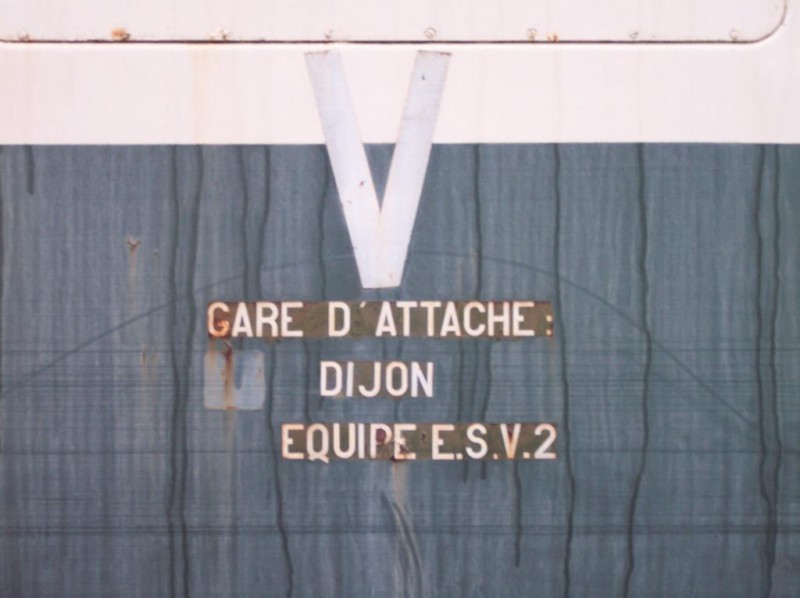 V
GARE D'ATTACHE:
DIJON
EQUIPE E.S.V.2